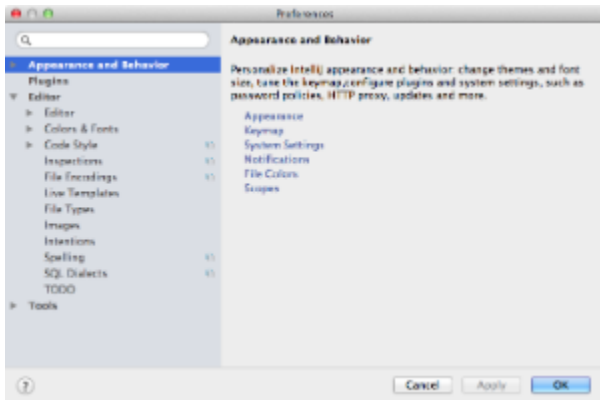 Preferences
Appearance and Behavior
Plugins
Editor
Editor
Colors & Fonts
Code Style
Inspections
File Encodings
Live Templates
File Types
Images
Intentions
Spelling
SQL Dialects
TODO
Tools
Appearance and Behavior
Personalize IntelliJ appearance and behavior: change themes and font
size, tune the keymap,configure plugins and system settings, such as
password policies, HTTP proxy, updates and more.
Appearance
Keymap
System Settings
Notifications
File Colors
Scopes
?
Cancel
Apply
OK